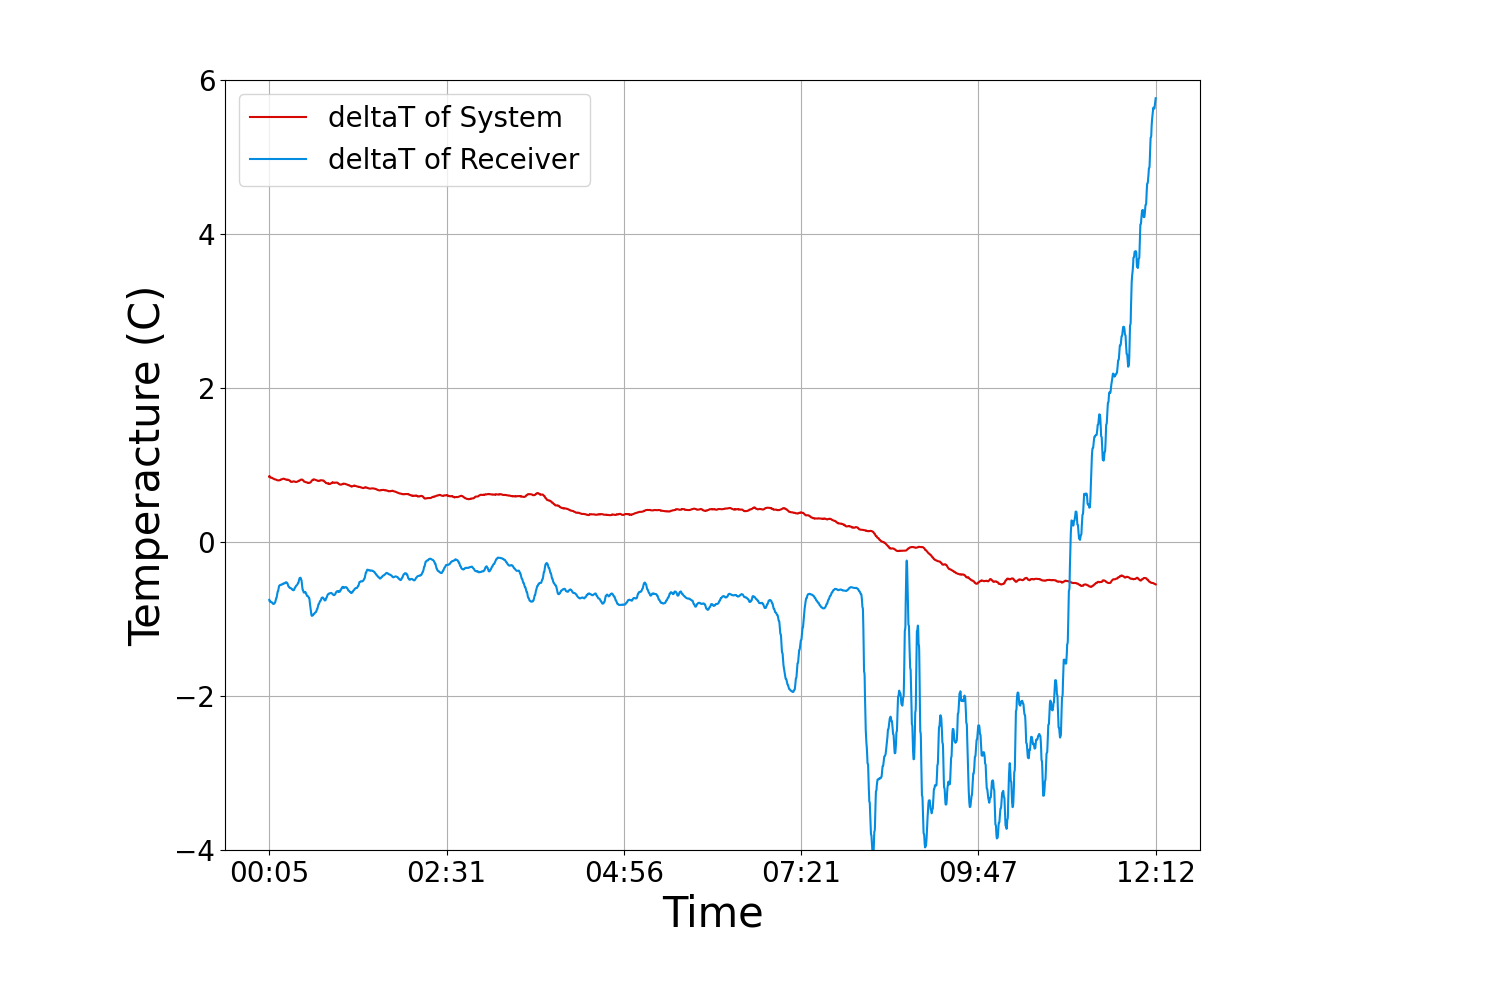 6
deltaT of System
deltaT of Receiver
4
2
0
−2
−4
Temperacture (C)
00:05 02:31 04:56 07:21 09:47 12:12
Time